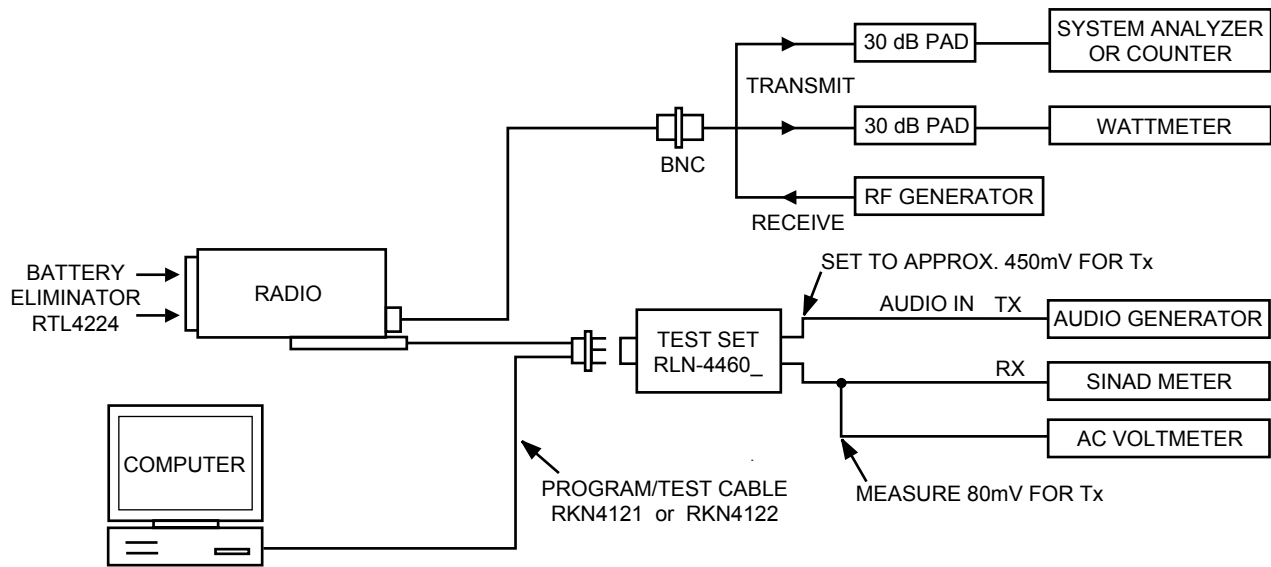 30 dB PAD
SYSTEM ANALYZER
OR COUNTER
TRANSMIT
30 dB PAD
WATTMETER
BNC
RF GENERATOR
RECEIVE
BATTERY
ELIMINATOR
RTL4224
RADIO
SET TO APPROX. 450mV FOR Tx
AUDIO IN TX
AUDIO GENERATOR
TEST SET
RLN-4460_
RX
SINAD METER
AC VOLTMETER
COMPUTER
PROGRAM/TEST CABLE
RKN4121 or RKN4122
MEASURE 80mV FOR Tx